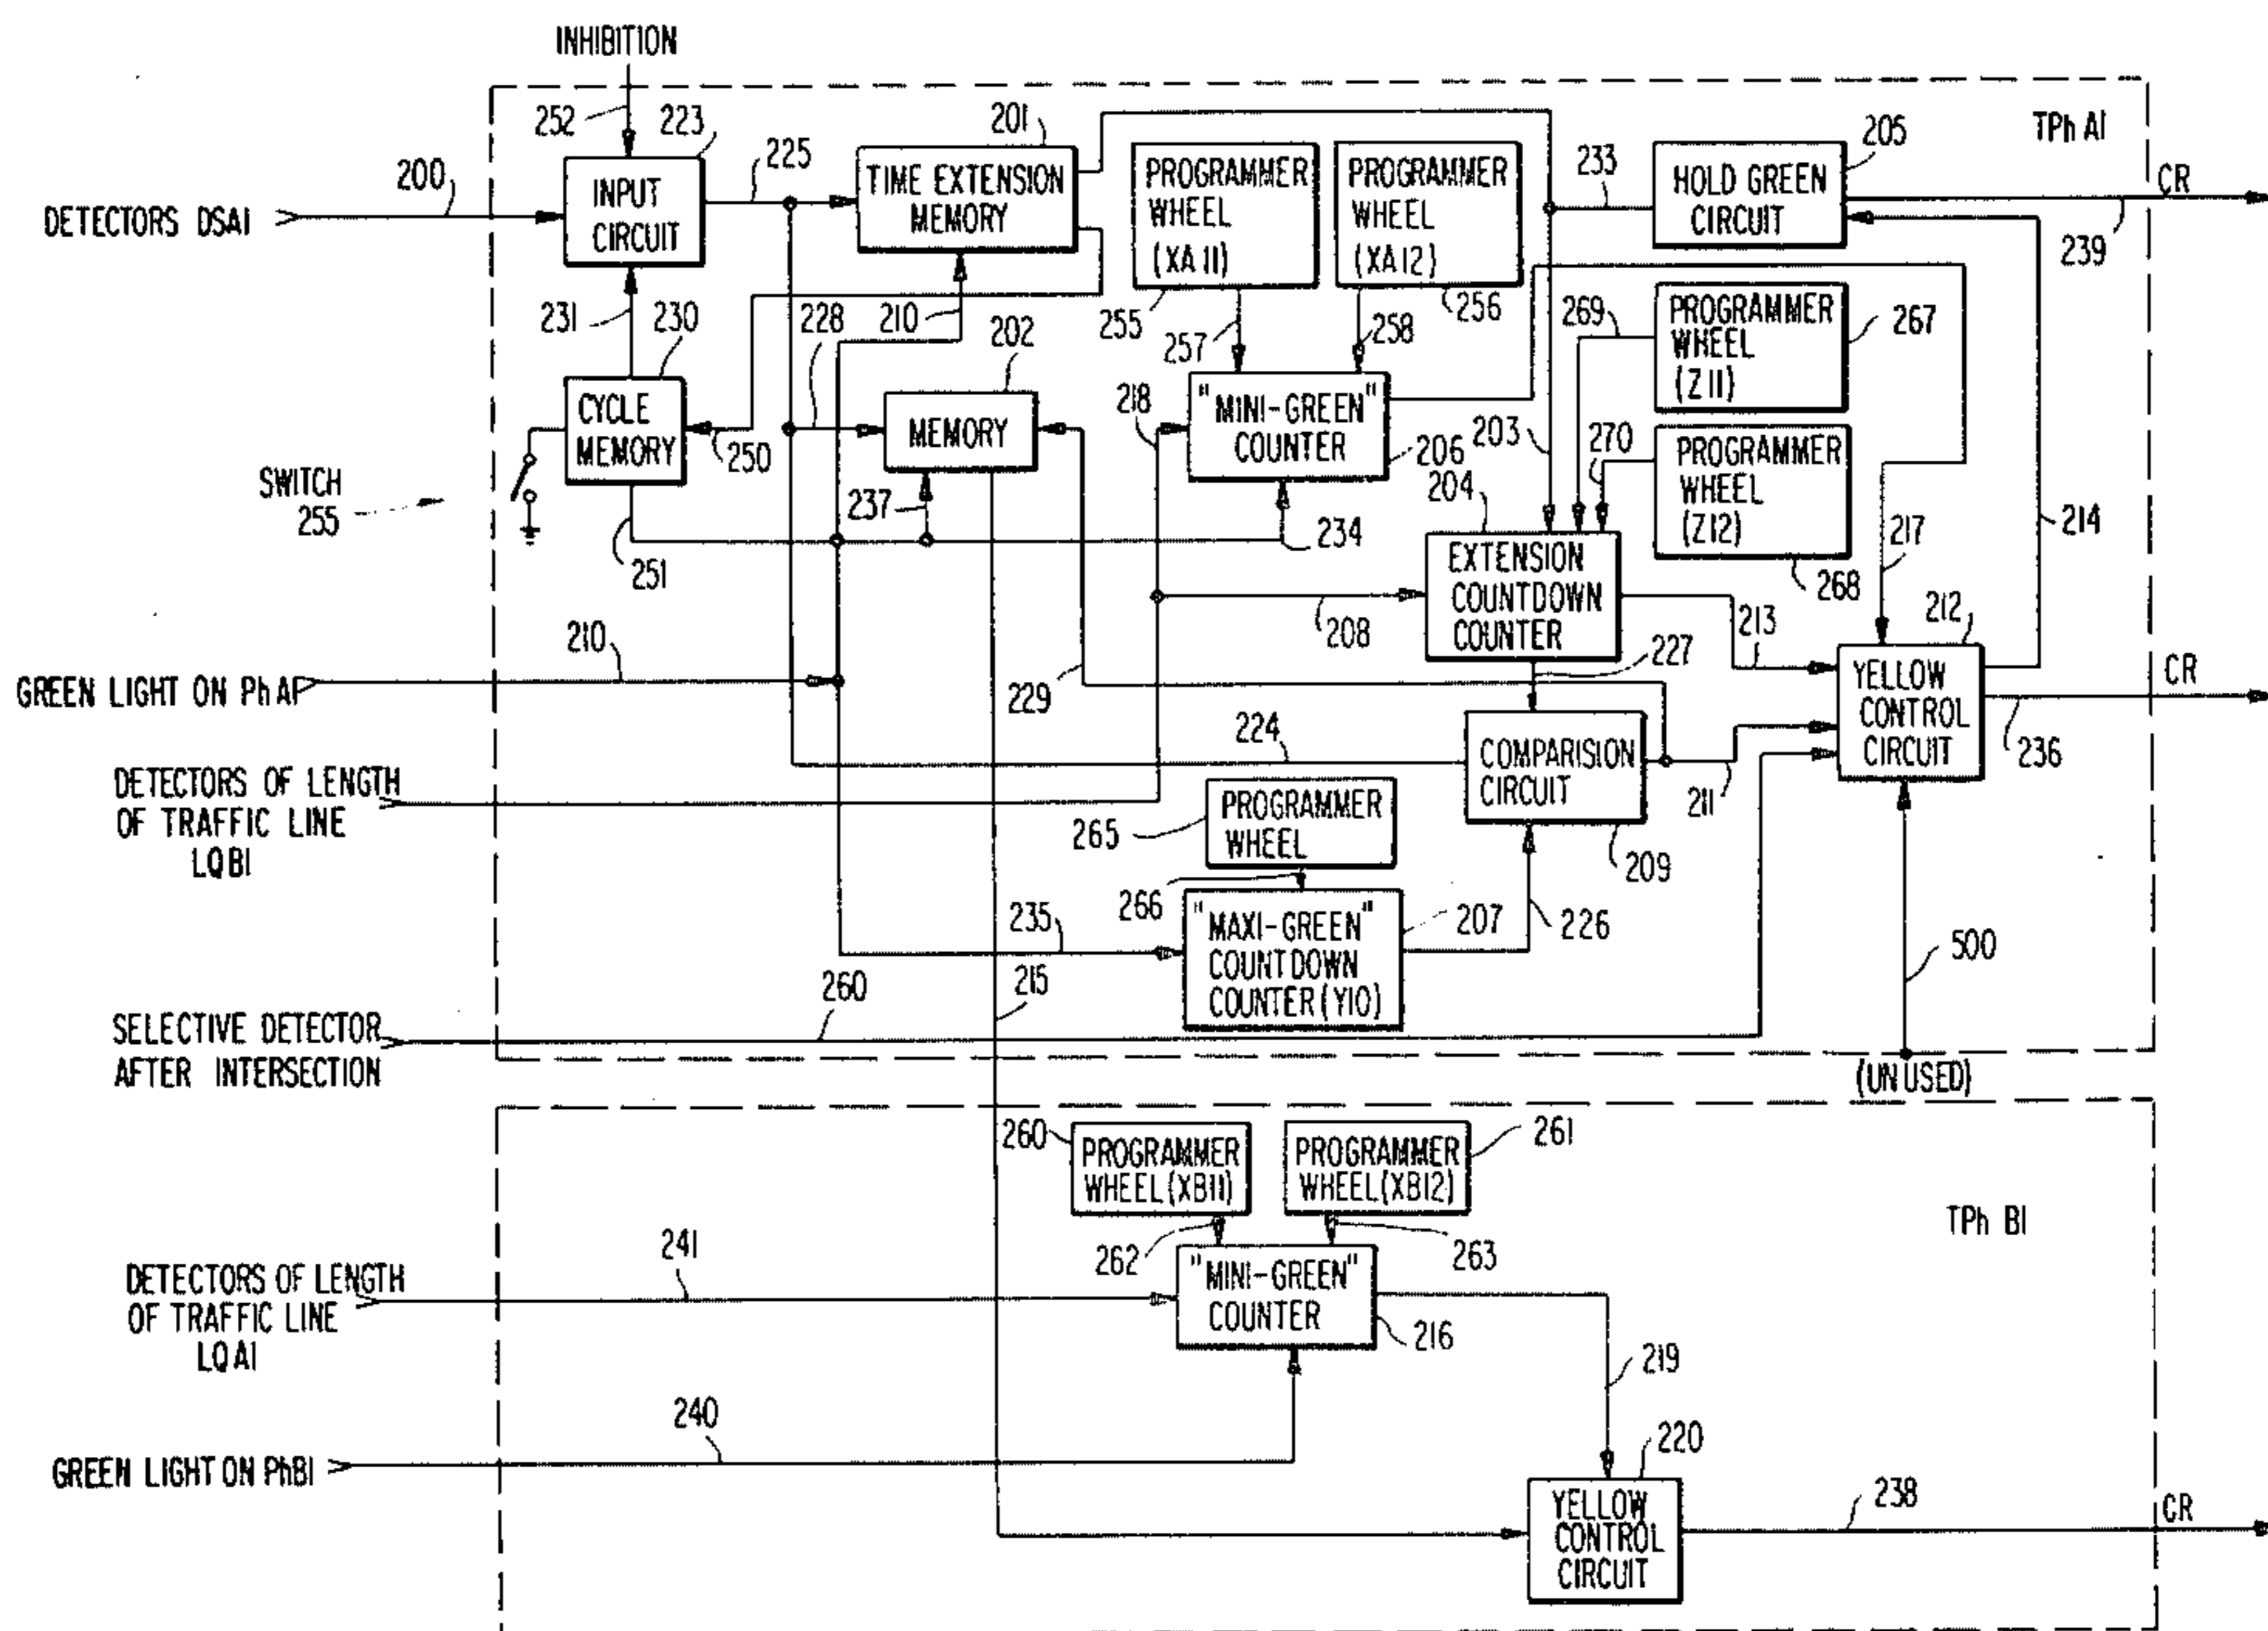 INHIBITION
252
223
225
201
TPh A1
205
200
DETECTORS DSA1
INPUT
CIRCUIT
TIME EXTENSION
MEMORY
PROGRAMMER
WHEEL
(XA 11)
PROGRAMMER
WHEEL
(XA 12)
233
HOLD GREEN
CIRCUIT
CR
239
231
230
228
210
202
255
257
258
256
269
PROGRAMMER
WHEEL
(Z 11)
267
CYCLE
MEMORY
250
MEMORY
218
"MINI-GREEN"
COUNTER
206
203
270
PROGRAMMER
WHEEL
(Z12)
268
SWITCH
255
237
251
234
204
EXTENSION
COUNTDOWN
COUNTER
217
214
208
213
212
210
GREEN LIGHT ON PhA1
229
227
YELLOW
CONTROL
CIRCUIT
CR
236
224
COMPARISION
CIRCUIT
211
209
DETECTORS OF LENGTH
OF TRAFFIC LINE
LQB1
265
PROGRAMMER
WHEEL
266
235
"MAXI-GREEN"
COUNTDOWN
COUNTER (Y10)
207
226
500
215
260
SELECTIVE DETECTOR
AFTER INTERSECTION
(UNUSED)
260
PROGRAMMER
WHEEL(XB11)
PROGRAMMER
WHEEL(XB12)
261
TPh B1
262
263
241
DETECTORS OF LENGTH
OF TRAFFIC LINE
LQA1
"MINI-GREEN"
COUNTER
216
219
240
GREEN LIGHT ON PhB1
220
YELLOW
CONTROL
CIRCUIT
238
CR